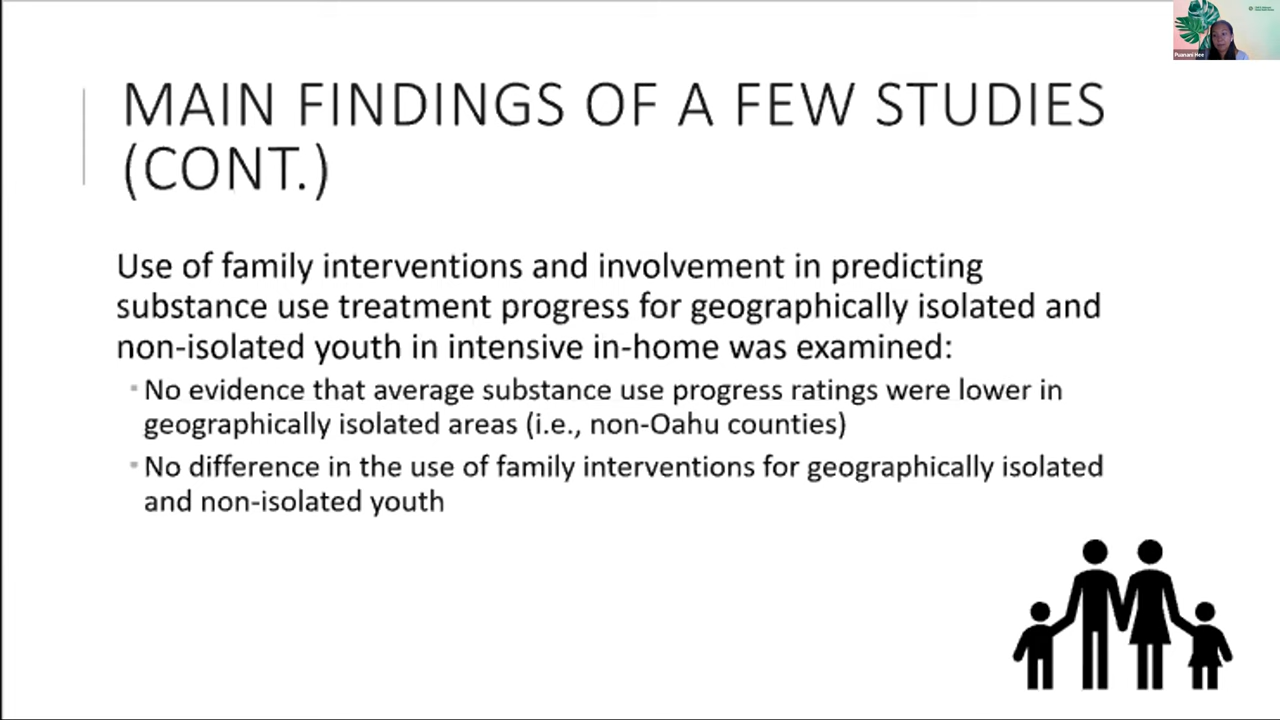 MAIN FINDINGS OF A FEW STUDIES
(CONT.)
Use of family interventions and involvement in predicting
substance use treatment progress for geographically isolated and
non-isolated youth in intensive in-home was examined:
No evidence that average substance use progress ratings were lower in
geographically isolated areas (i.e., non-Oahu counties)
No difference in the use of family interventions for geographically isolated
and non-isolated youth
Puanani Hee